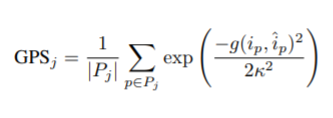 GPS_j = \frac{1}{|P_j|} \sum_{p \in P_j} \exp\left(\frac{-g(i_p, \hat{i}_p)^2}{2\kappa^2}\right)